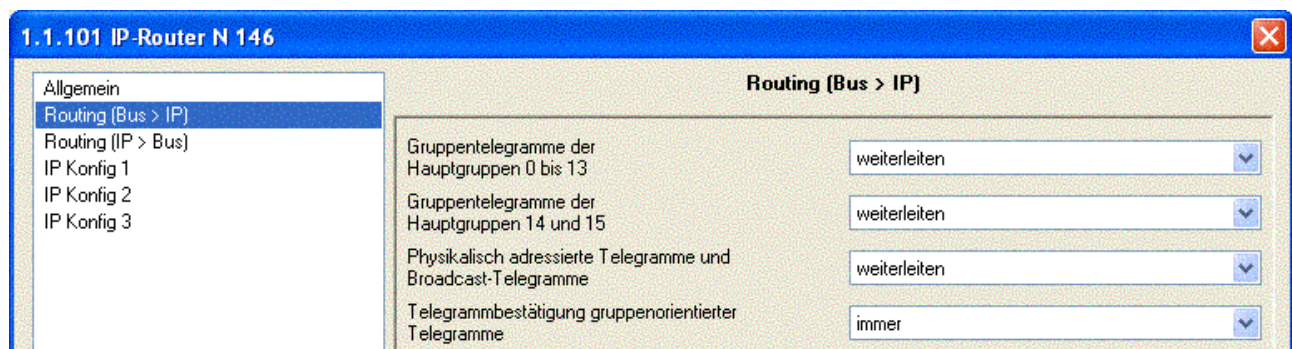 1.1.101 IP-Router N 146
Allgemein
Routing (Bus > IP)
Routing (IP > Bus)
IP Konfig 1
IP Konfig 2
IP Konfig 3
Routing (Bus > IP)
Gruppentelegramme der
Hauptgruppen 0 bis 13
weiterleiten
Gruppentelegramme der
Hauptgruppen 14 und 15
weiterleiten
Physikalisch adressierte Telegramme und
Broadcast-Telegramme
weiterleiten
Telegrammbestätigung gruppenorientierter
Telegramme
immer